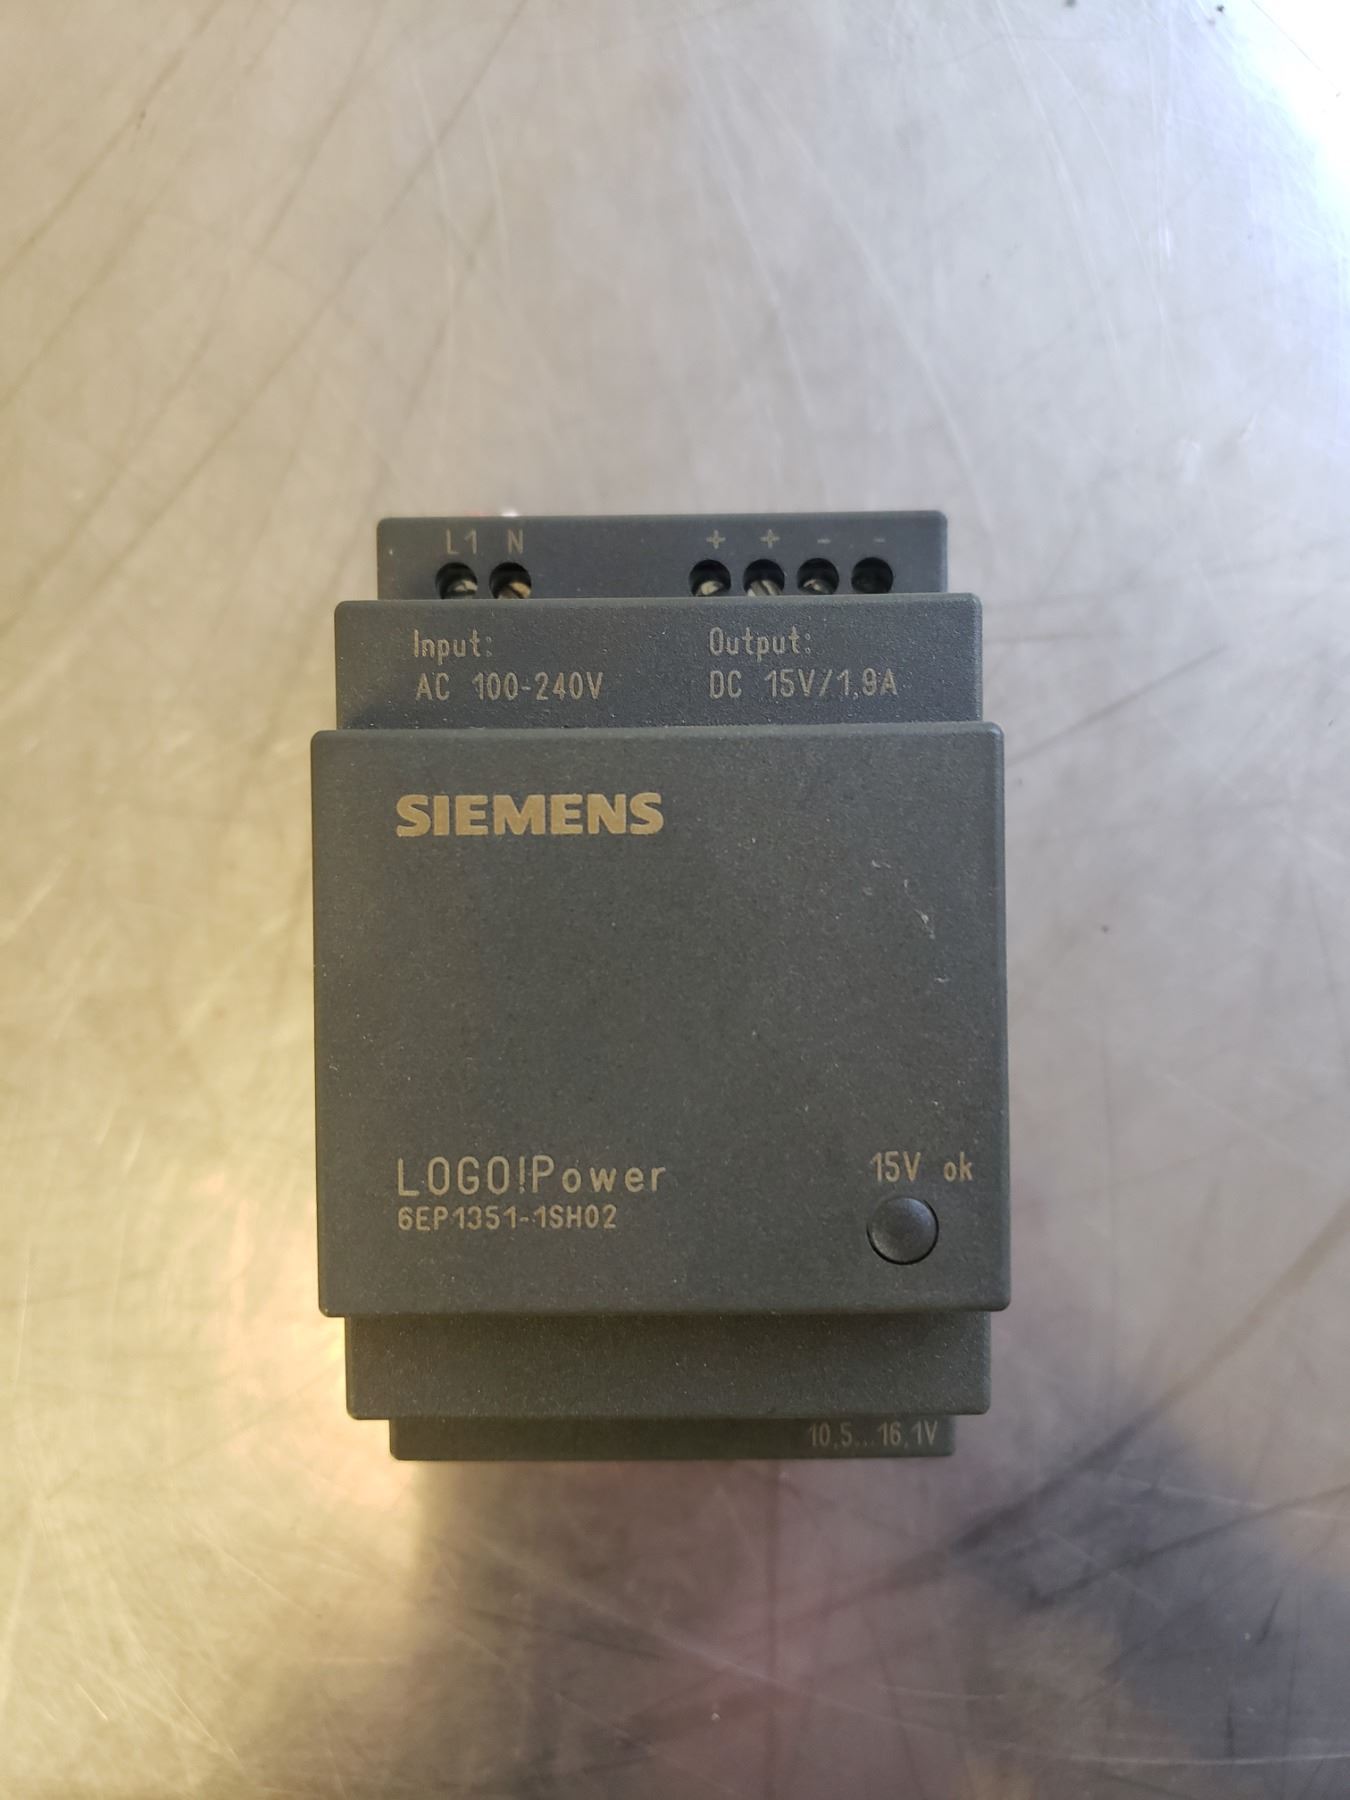 L1 N + + - -
Input: Output:
AC 100-240V DC 15V/1,9A
SIEMENS
LOGO!Power
6EP1351-1SH02
15V ok
10,5...16,1V